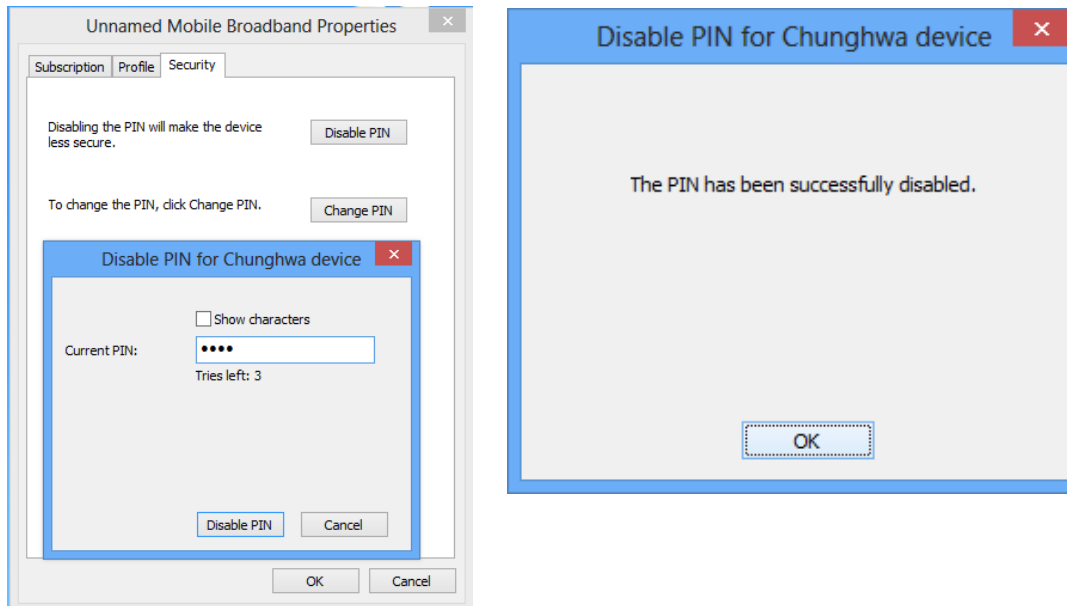 Unnamed Mobile Broadband Properties
Subscription Profile Security
Disabling the PIN will make the device
less secure.
Disable PIN
To change the PIN, click Change PIN.
Change PIN
Disable PIN for Chunghwa device
Show characters
Current PIN: ••••
Tries left: 3
Disable PIN Cancel
OK Cancel
Disable PIN for Chunghwa device
The PIN has been successfully disabled.
OK